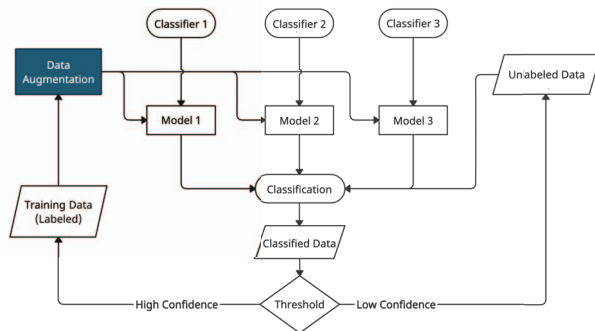 Classifier 1
Classifier 2
Classifier 3
Data
Augmentation
Unlabeled Data
Model 1
Model 2
Model 3
Training Data
(Labeled)
Classification
Classified Data
High Confidence
Threshold
Low Confidence